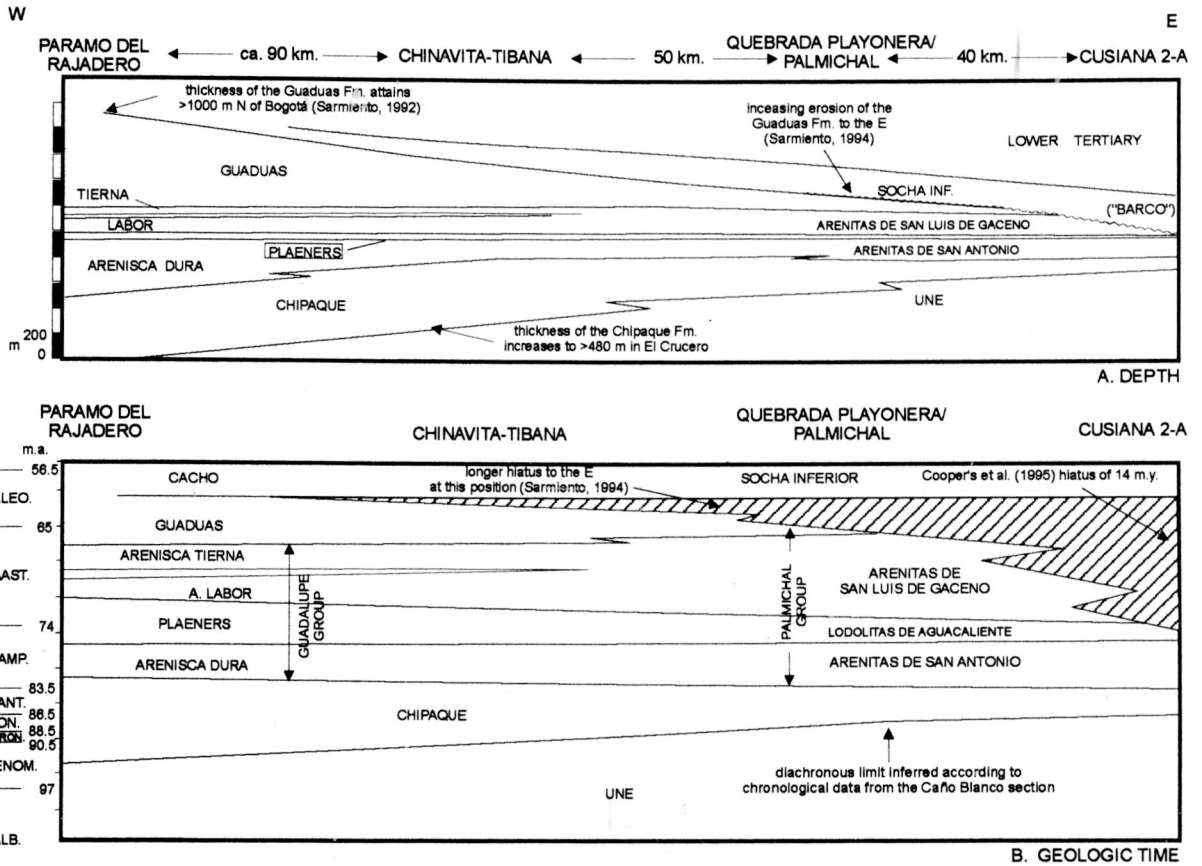 W
E
PARAMO DEL
RAJADERO
ca. 90 km.
CHINAVITA-TIBANA
50 km.
QUEBRADA PLAYONERA/
PALMICHAL
40 km.
CUSIANA 2-A
thickness of the Guaduas Fm. attains
>1000 m N of Bogotá (Sarmiento, 1992)
inceasing erosion of the
Guaduas Fm. to the E
(Sarmiento, 1994)
LOWER TERTIARY
GUADUAS
TIERNA
SOCHA INF.
("BARCO")
LABOR
ARENITAS DE SAN LUIS DE GACENO
PLAENERS
ARENITAS DE SAN ANTONIO
ARENISCA DURA
CHIPAQUE
UNE
thickness of the Chipaque Fm.
increases to >480 m in El Crucero
m 200
0
A. DEPTH
PARAMO DEL
RAJADERO
CHINAVITA-TIBANA
QUEBRADA PLAYONERA/
PALMICHAL
CUSIANA 2-A
m.a.
56.5
CACHO
longer hiatus to the E
at this position (Sarmiento, 1994)
SOCHA INFERIOR
Cooper's et al. (1995) hiatus of 14 m.y.
LEO.
65
GUADUAS
ARENISCA TIERNA
AST.
A. LABOR
GUADALUPE
GROUP
PALMICHAL
GROUP
ARENITAS DE
SAN LUIS DE GACENO
74
PLAENERS
LODOLITAS DE AGUACALIENTE
AMP.
ARENISCA DURA
ARENITAS DE SAN ANTONIO
83.5
ANT.
86.5
ON.
88.5
RON.
90.5
CHIPAQUE
ENOM.
97
UNE
diachronous limit inferred according to
chronological data from the Caño Blanco section
LB.
B. GEOLOGIC TIME